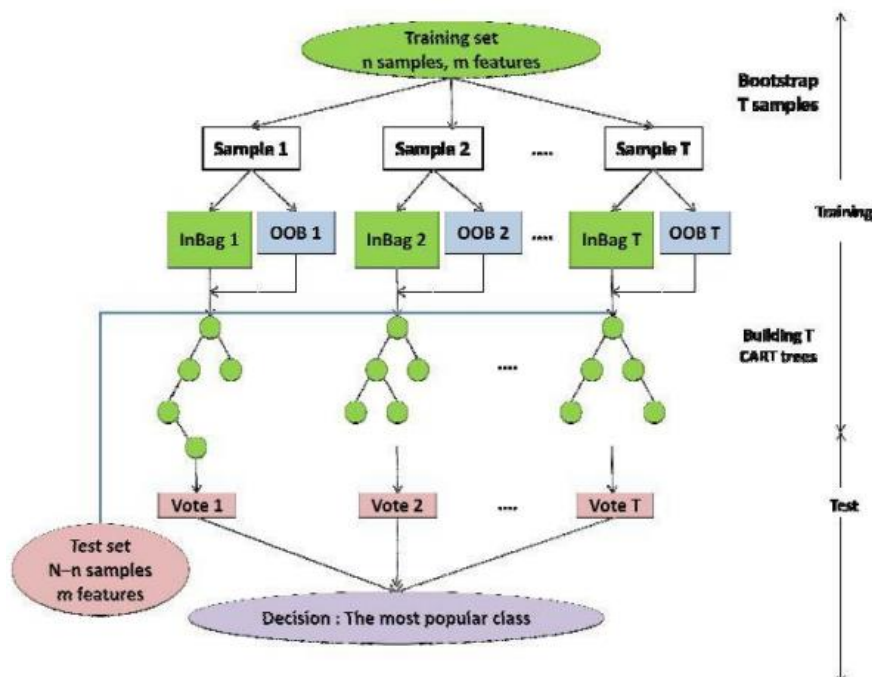 Training set
n samples, m features
Bootstrap
T samples
Sample 1
Sample 2
....
Sample T
Training
InBag 1
OOB 1
InBag 2
OOB 2
....
InBag T
OOB T
Building T
CART trees
....
Vote 1
Vote 2
....
Vote T
Test
Test set
N–n samples
m features
Decision : The most popular class